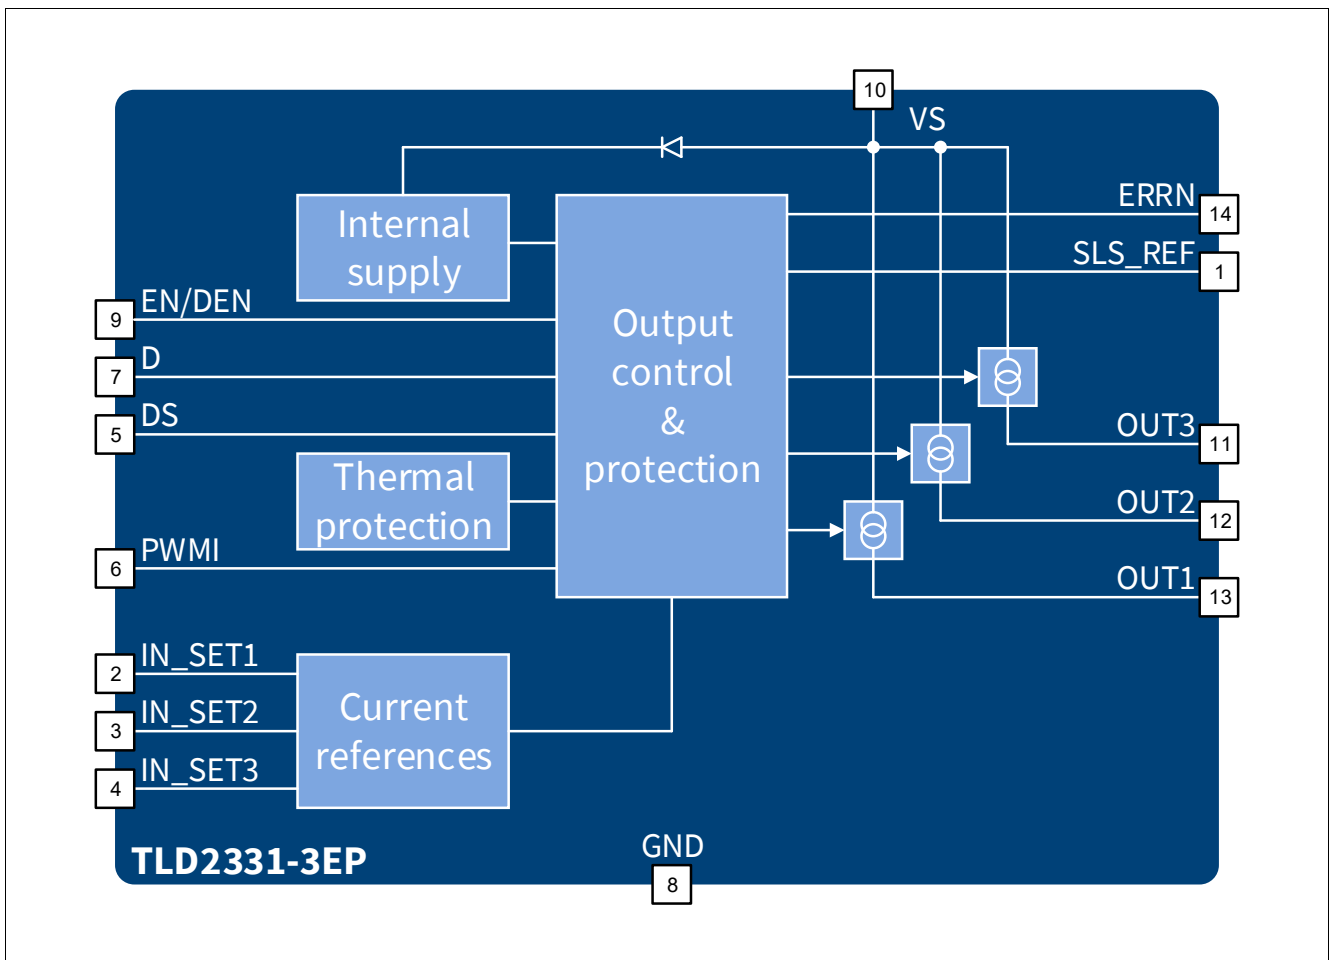 10
VS
ERRN
14
SLS_REF
1
Internal
supply
EN/DEN
9
D
7
DS
5
Output
control
&
protection
Thermal
protection
PWMI
6
OUT3
11
OUT2
12
OUT1
13
IN_SET1
2
IN_SET2
3
IN_SET3
4
Current
references
TLD2331-3EP
GND
8